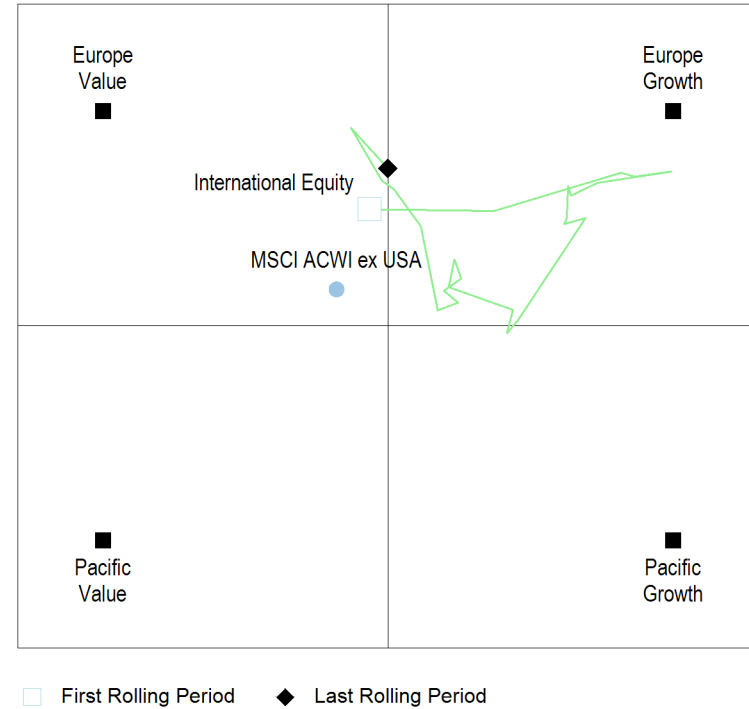 Europe
Value
Europe
Growth
International Equity
MSCI ACWI ex USA
Pacific
Value
Pacific
Growth
First Rolling Period
Last Rolling Period